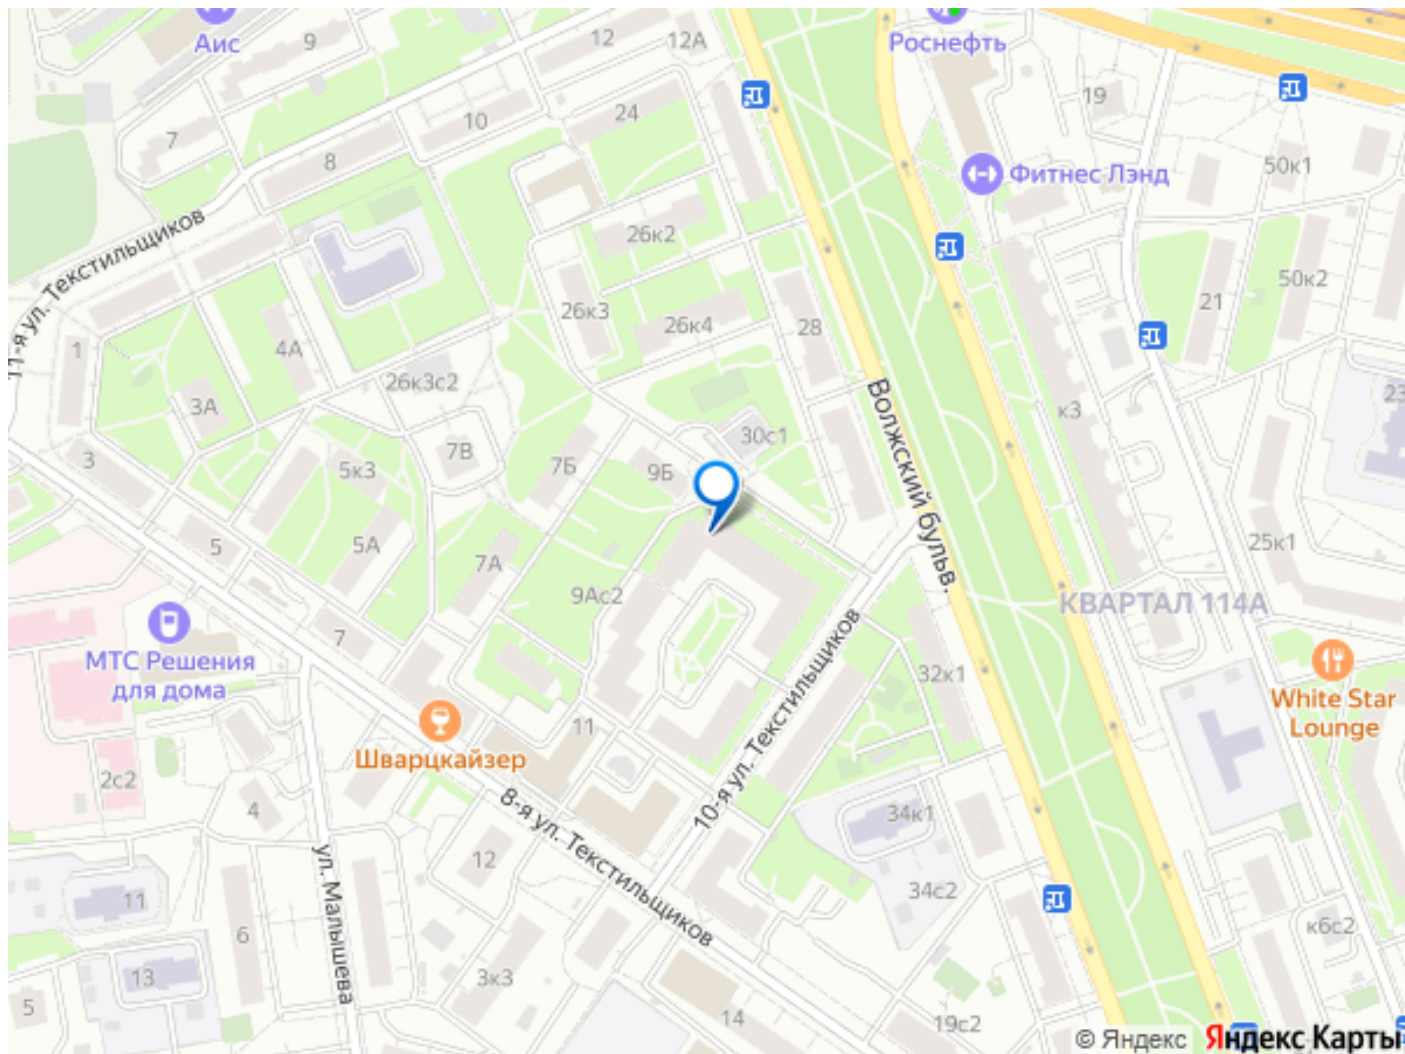 Аис
9
12
12А
Роснефть
7
10
24
19
8
Фитнес Лэнд
50к1
11-я ул. Текстильщиков
26к2
50к2
26к3
26к4
28
21
1
4А
26к3с2
3А
Волжский бульв.
к3
23
30с1
3
5к3
7В
7Б
9Б
5
5А
7А
25к1
9Ас2
КВАРТАЛ 114А
7
МТС Решения
для дома
32к1
White Star
Lounge
11
Шварцкайзер
10-я ул. Текстильщиков
2с2
4
8-я ул. Текстильщиков
34к1
12
ул. Малышева
34с2
11
6
к6с2
13
3к3
5
14
19с2
© Яндекс Яндекс Карты